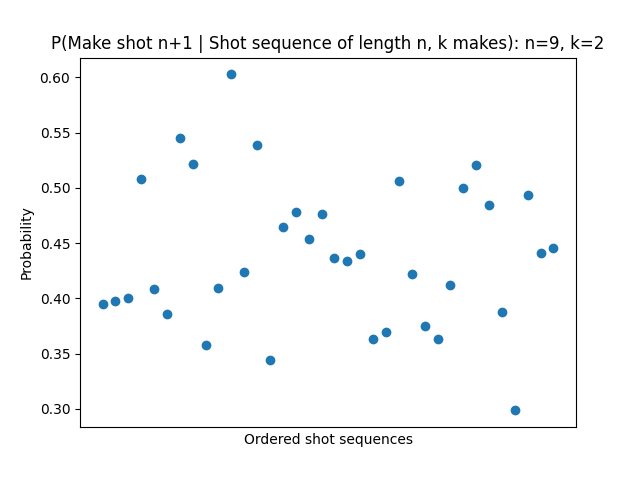 P(Make shot n+1 | Shot sequence of length n, k makes): n=9, k=2
0.60
0.55
0.50
0.45
0.40
0.35
0.30
Probability
Ordered shot sequences